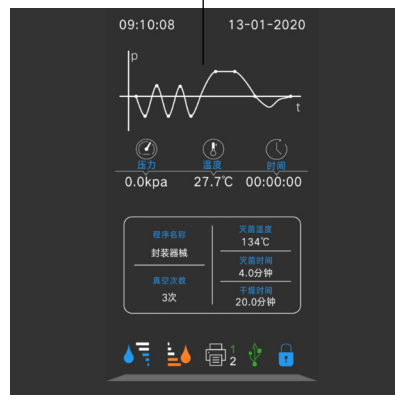 09:10:08 13-01-2020
p
t
压力 温度 时间
0.0kpa 27.7℃ 00:00:00
程序名称
封装器械
真空次数
3次
灭菌温度
134℃
灭菌时间
4.0分钟
干燥时间
20.0分钟
1
2